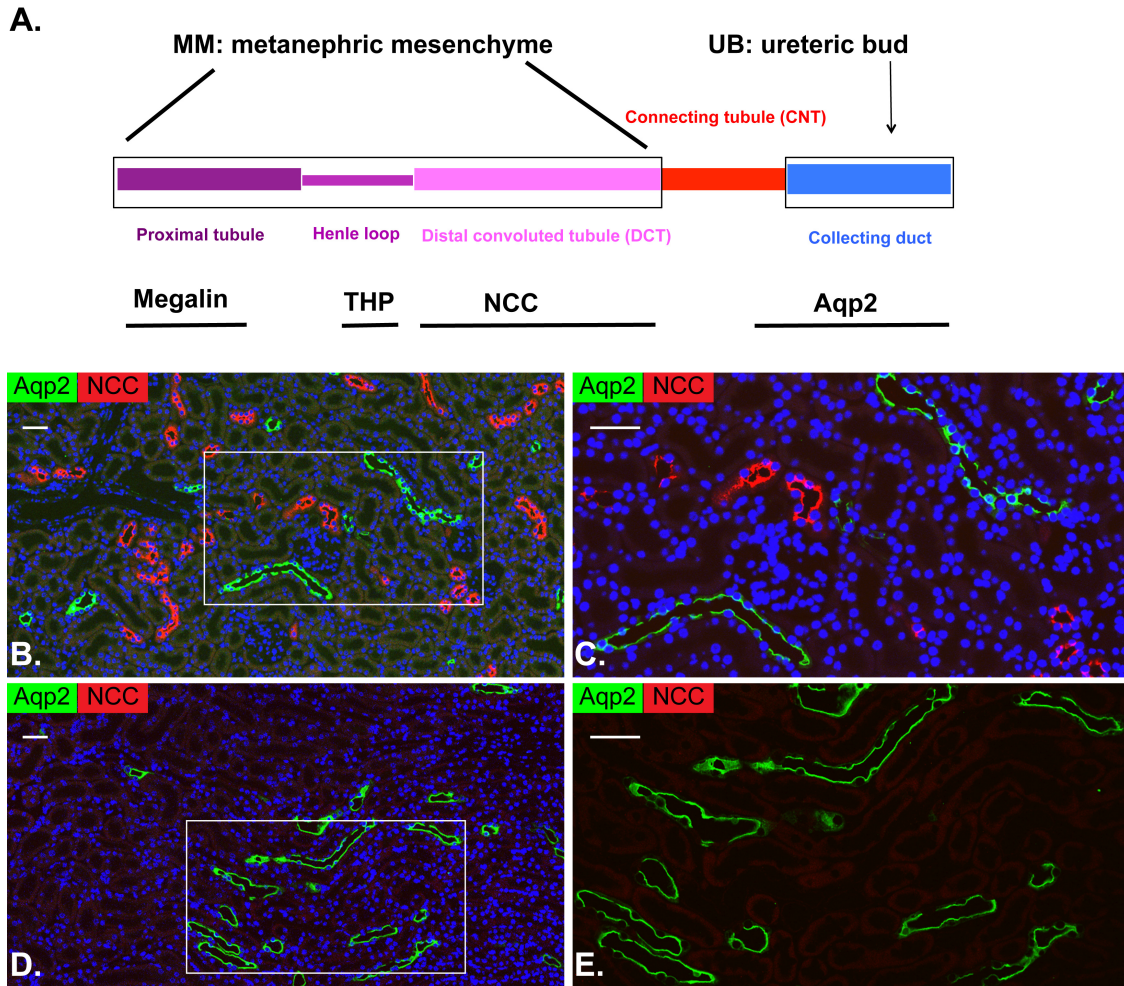 A.
MM: metanephric mesenchyme
UB: ureteric bud
Connecting tubule (CNT)
Proximal tubule
Henle loop
Distal convoluted tubule (DCT)
Collecting duct
Megalin
THP
NCC
Aqp2
Aqp2 NCC
B.
Aqp2 NCC
C.
Aqp2 NCC
D.
Aqp2 NCC
E.